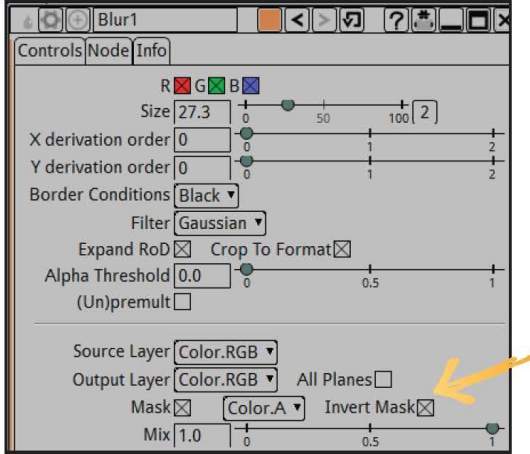 Blur1 ?
Controls Node Info
R G B
Size 27.3 0 50 100 2
X derivation order 0 0 1 2
Y derivation order 0 0 1 2
Border Conditions Black
Filter Gaussian
Expand RoD Crop To Format
Alpha Threshold 0.0 0 0.5 1
(Un)premult
Source Layer Color.RGB
Output Layer Color.RGB All Planes
Mask Color.A Invert Mask
Mix 1.0 0 0.5 1